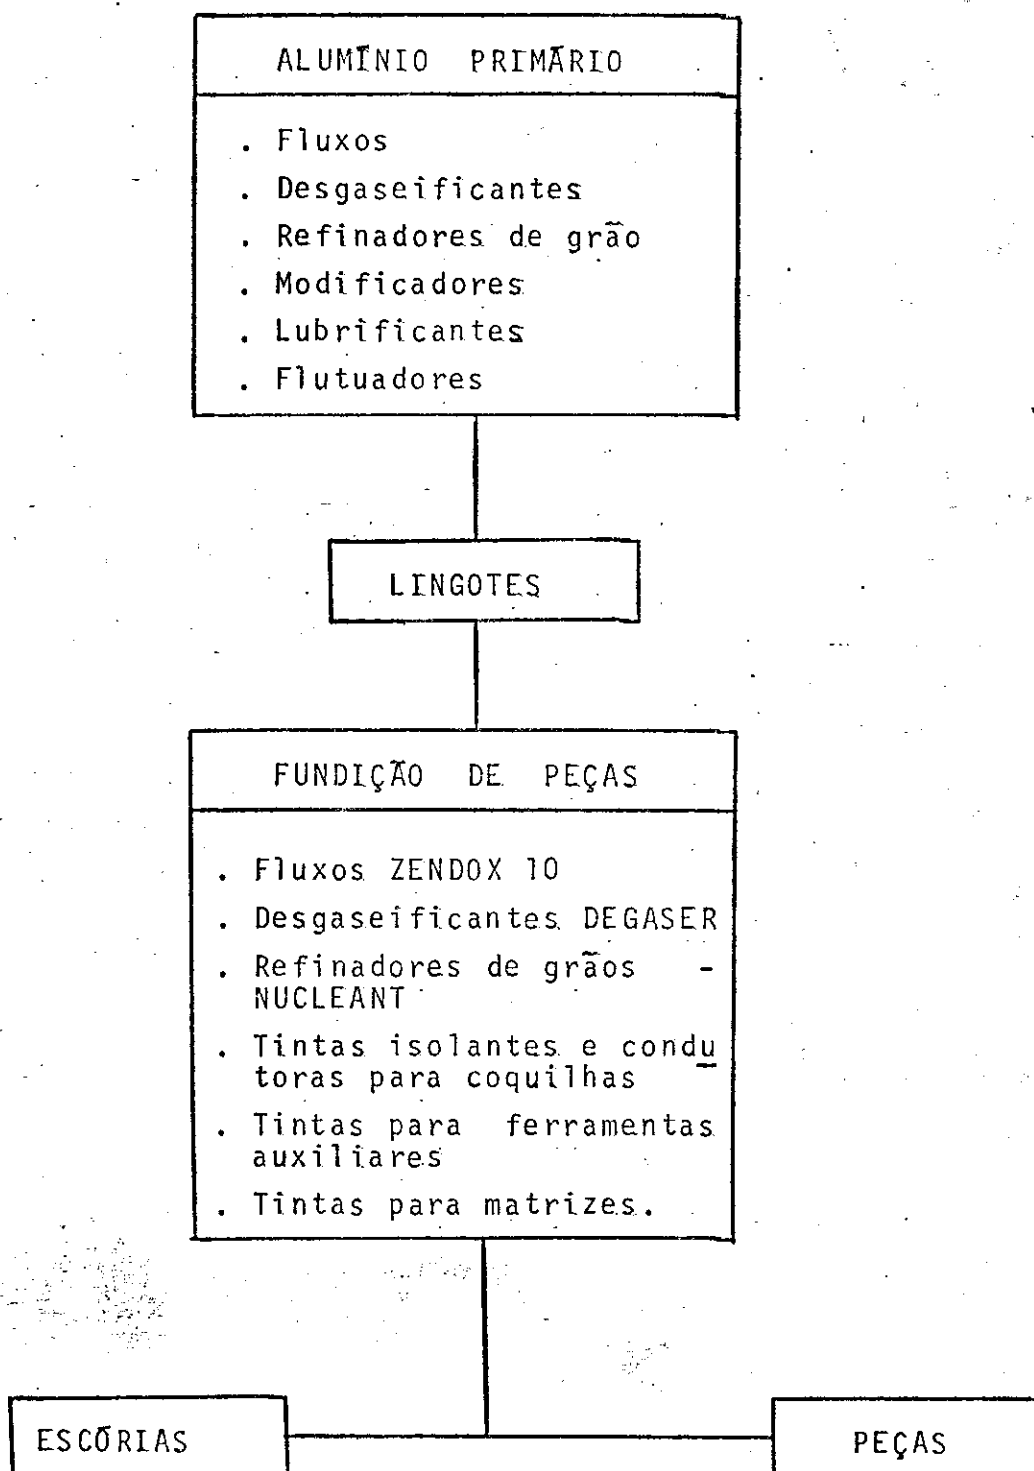 ALUMÍNIO PRIMÁRIO
. Fluxos
. Desgaseificantes
. Refinadores de grão
. Modificadores
. Lubrificantes
. Flutuadores
LINGOTES
FUNDIÇÃO DE PEÇAS
. Fluxos ZENDOX 10
. Desgaseificantes DEGASER
. Refinadores de grãos -
NUCLEANT
. Tintas isolantes e condu
toras para coquilhas
. Tintas para ferramentas
auxiliares
. Tintas para matrizes.
ESCÓRIAS
PEÇAS